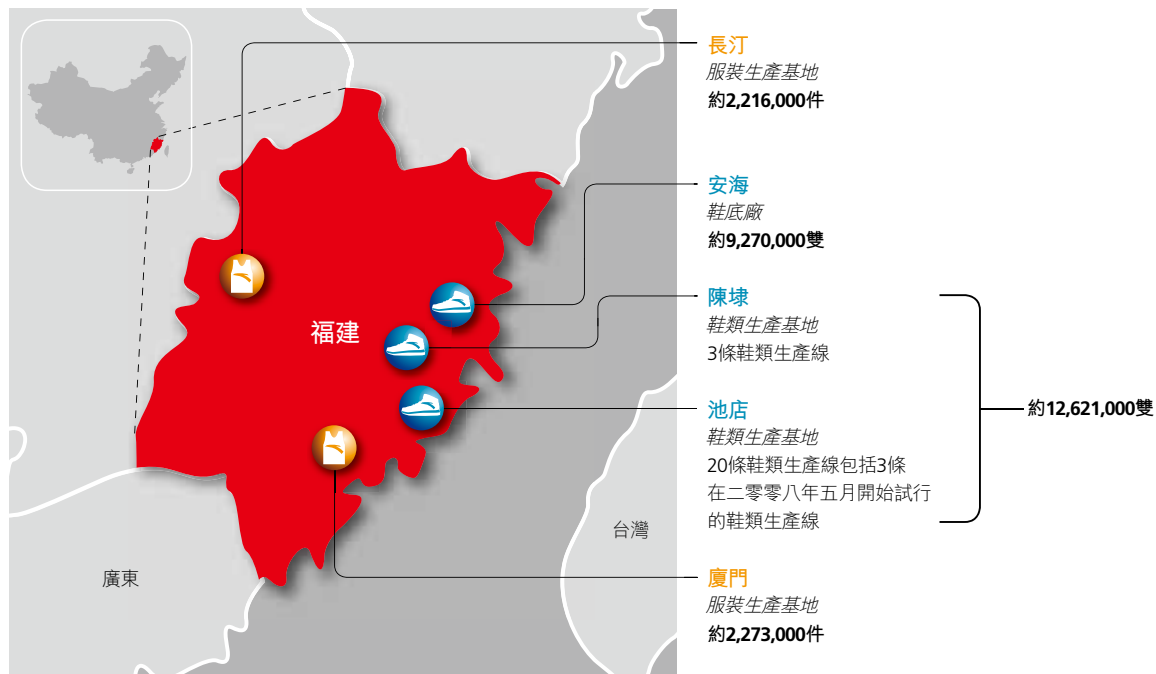 長汀
服裝生產基地
約2,216,000件
安海
鞋底廠
約9,270,000雙
陳埭
鞋類生產基地
3條鞋類生產線
池店
鞋類生產基地
20條鞋類生產線包括3條
在二零零八年五月開始試行
的鞋類生產線
約12,621,000雙
廈門
服裝生產基地
約2,273,000件
福建
台灣
廣東